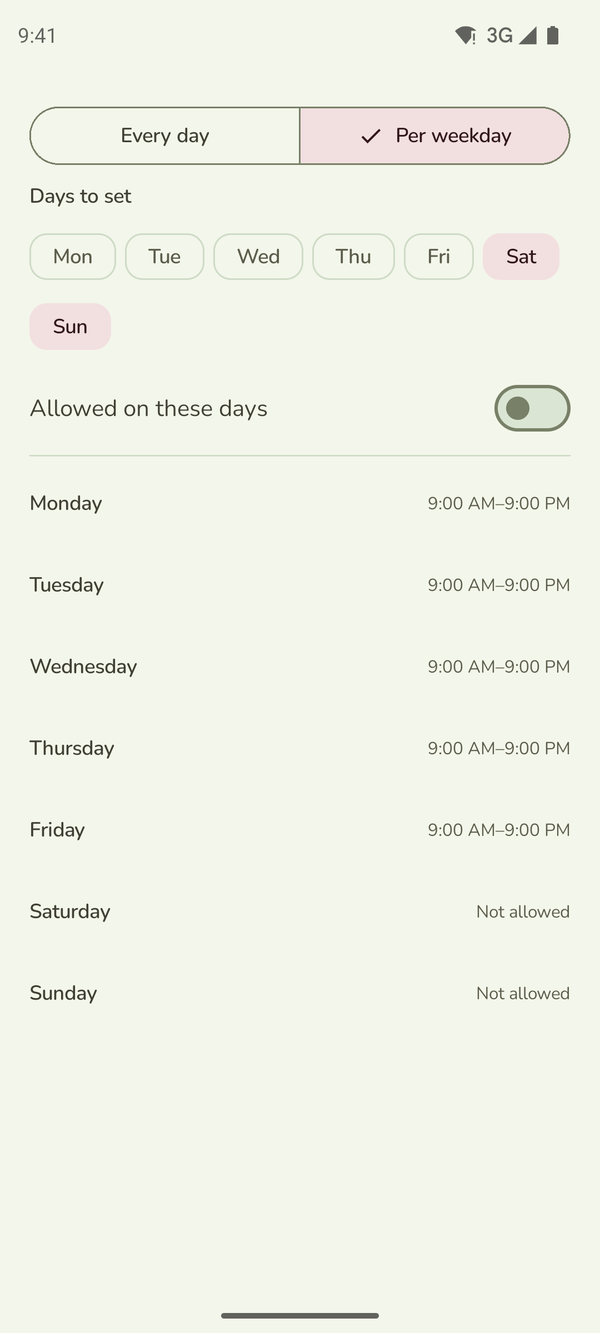 9:41 3G
Every day Per weekday
Days to set
Mon Tue Wed Thu Fri Sat
Sun
Allowed on these days
Monday 9:00 AM–9:00 PM
Tuesday 9:00 AM–9:00 PM
Wednesday 9:00 AM–9:00 PM
Thursday 9:00 AM–9:00 PM
Friday 9:00 AM–9:00 PM
Saturday Not allowed
Sunday Not allowed